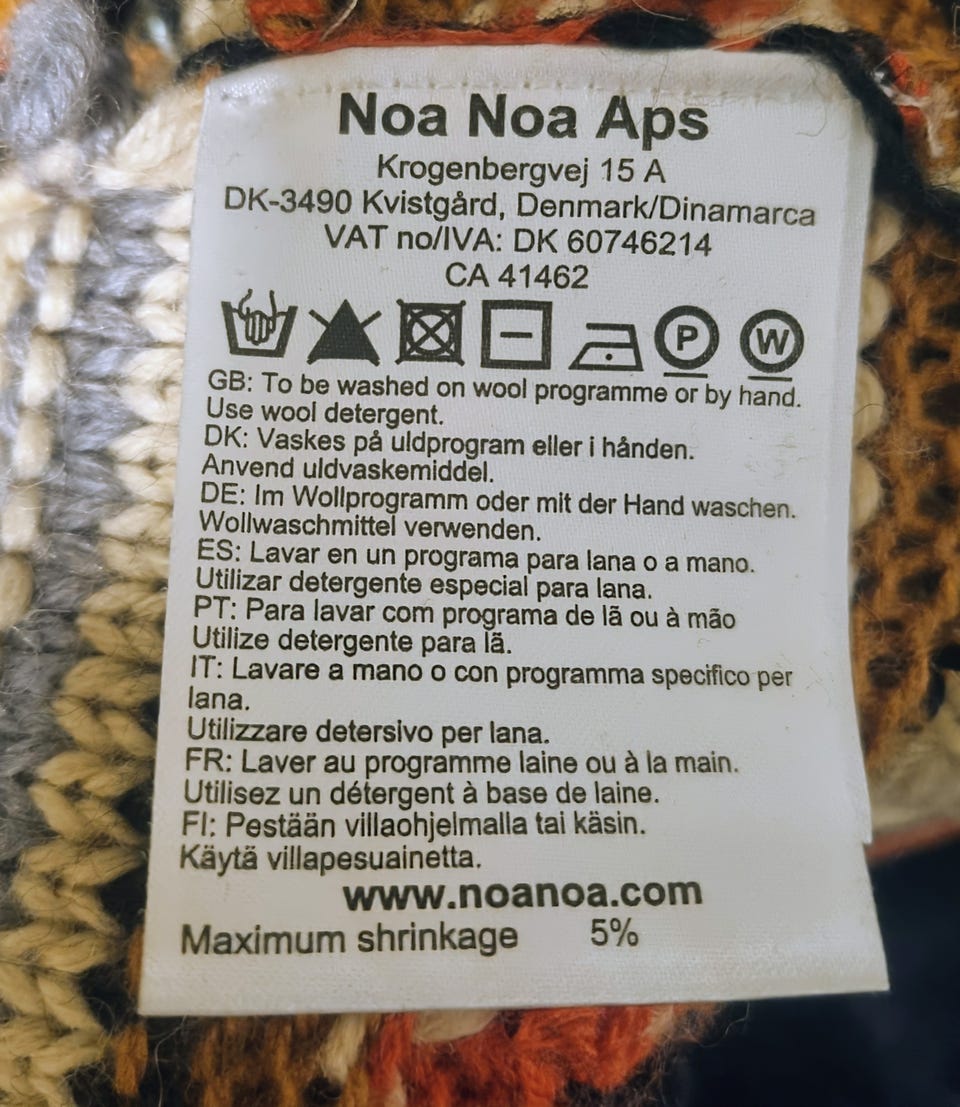 Noa Noa Aps
Krogenbergvej 15 A
DK-3490 Kvistgård, Denmark/Dinamarca
VAT no/IVA: DK 60746214
CA 41462
P W
GB: To be washed on wool programme or by hand.
Use wool detergent.
DK: Vaskes på uldprogram eller i hånden.
Anvend uldvaskemiddel.
DE: Im Wollprogramm oder mit der Hand waschen.
Wollwaschmittel verwenden.
ES: Lavar en un programa para lana o a mano.
Utilizar detergente especial para lana.
PT: Para lavar com programa de lã ou à mão
Utilize detergente para lã.
IT: Lavare a mano o con programma specifico per
lana.
Utilizzare detersivo per lana.
FR: Laver au programme laine ou à la main.
Utilisez un détergent à base de laine.
FI: Pestään villaohjelmalla tai käsin.
Käytä villapesuainetta.
www.noanoa.com
Maximum shrinkage 5%